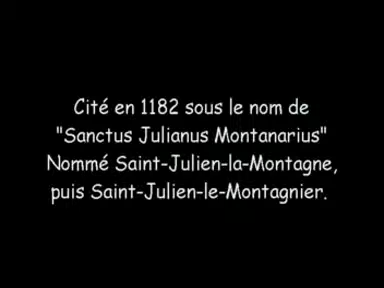 Cité en 1182 sous le nom de
"Sanctus Julianus Montanarius"
Nommé Saint-Julien-la-Montagne,
puis Saint-Julien-le-Montagnier.